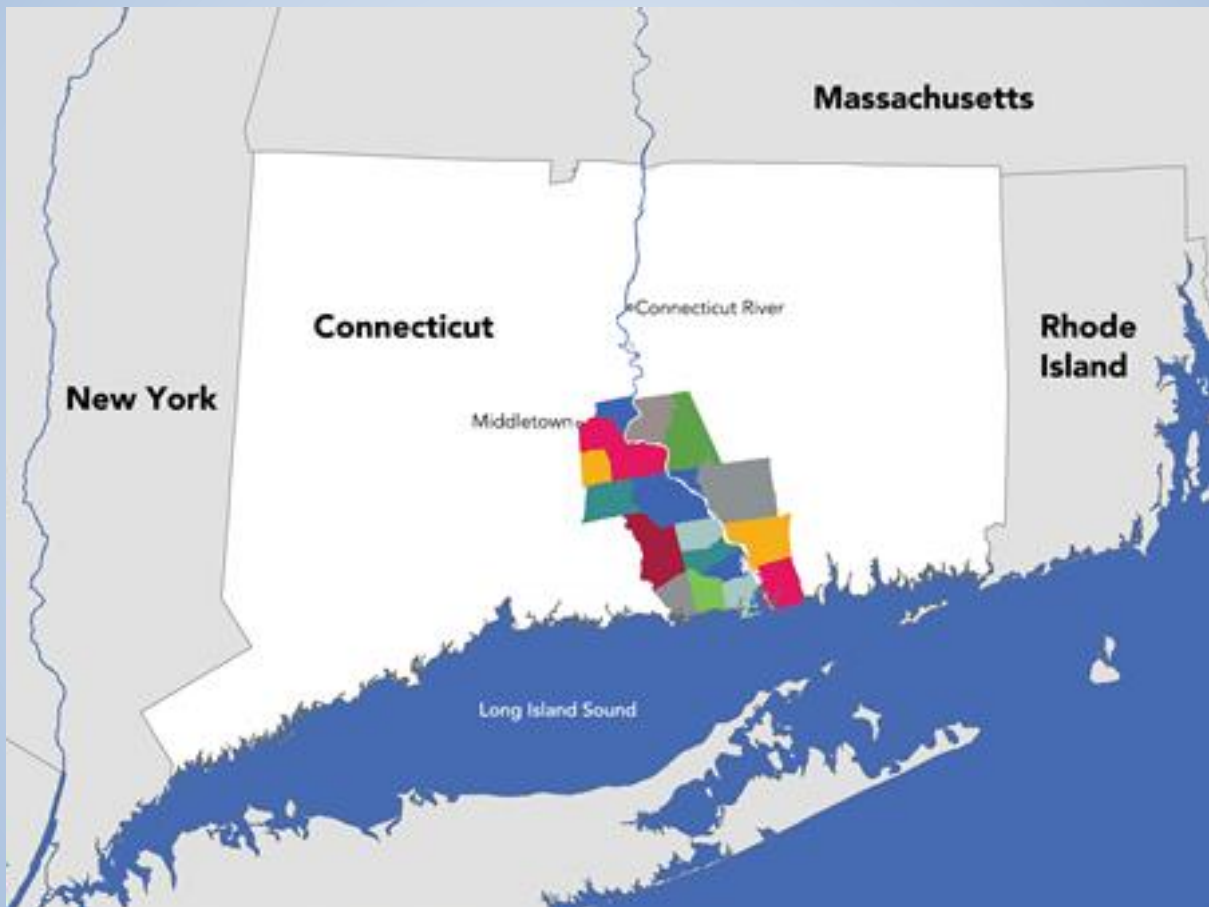 Massachusetts
Connecticut River
Connecticut
Rhode
Island
New York
Middletown
Long Island Sound